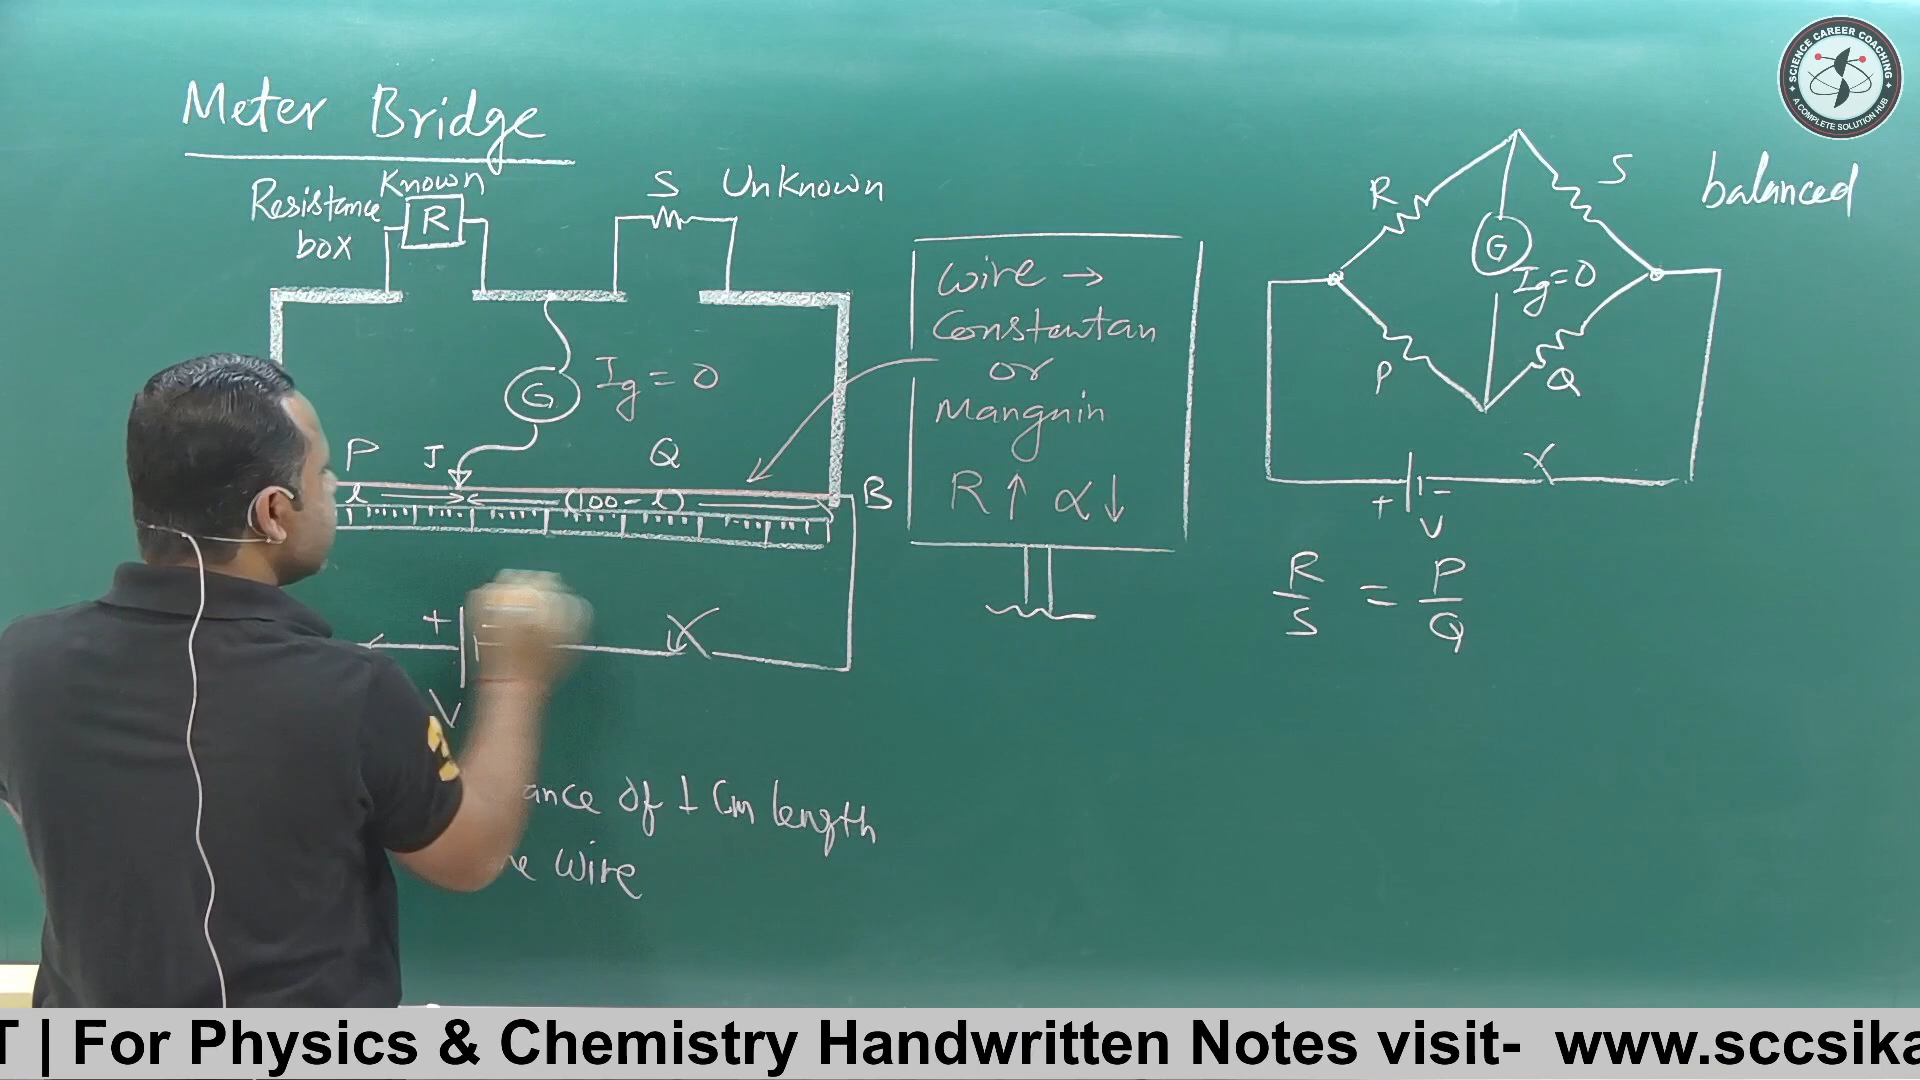 Meter Bridge
Known
Resistance
box
R
S Unknown
G Ig = 0
P J Q
l (100 - l) B
+
V
ance of 1 Cm length
e wire
Wire →
Constantan
or
Mangnin
R ↑ α ↓
balanced
R S
G
Ig=0
P Q
+ -
V
R/S = P/Q
SCIENCE CAREER COACHING
A COMPLETE SOLUTION HUB
T | For Physics & Chemistry Handwritten Notes visit- www.sccsika